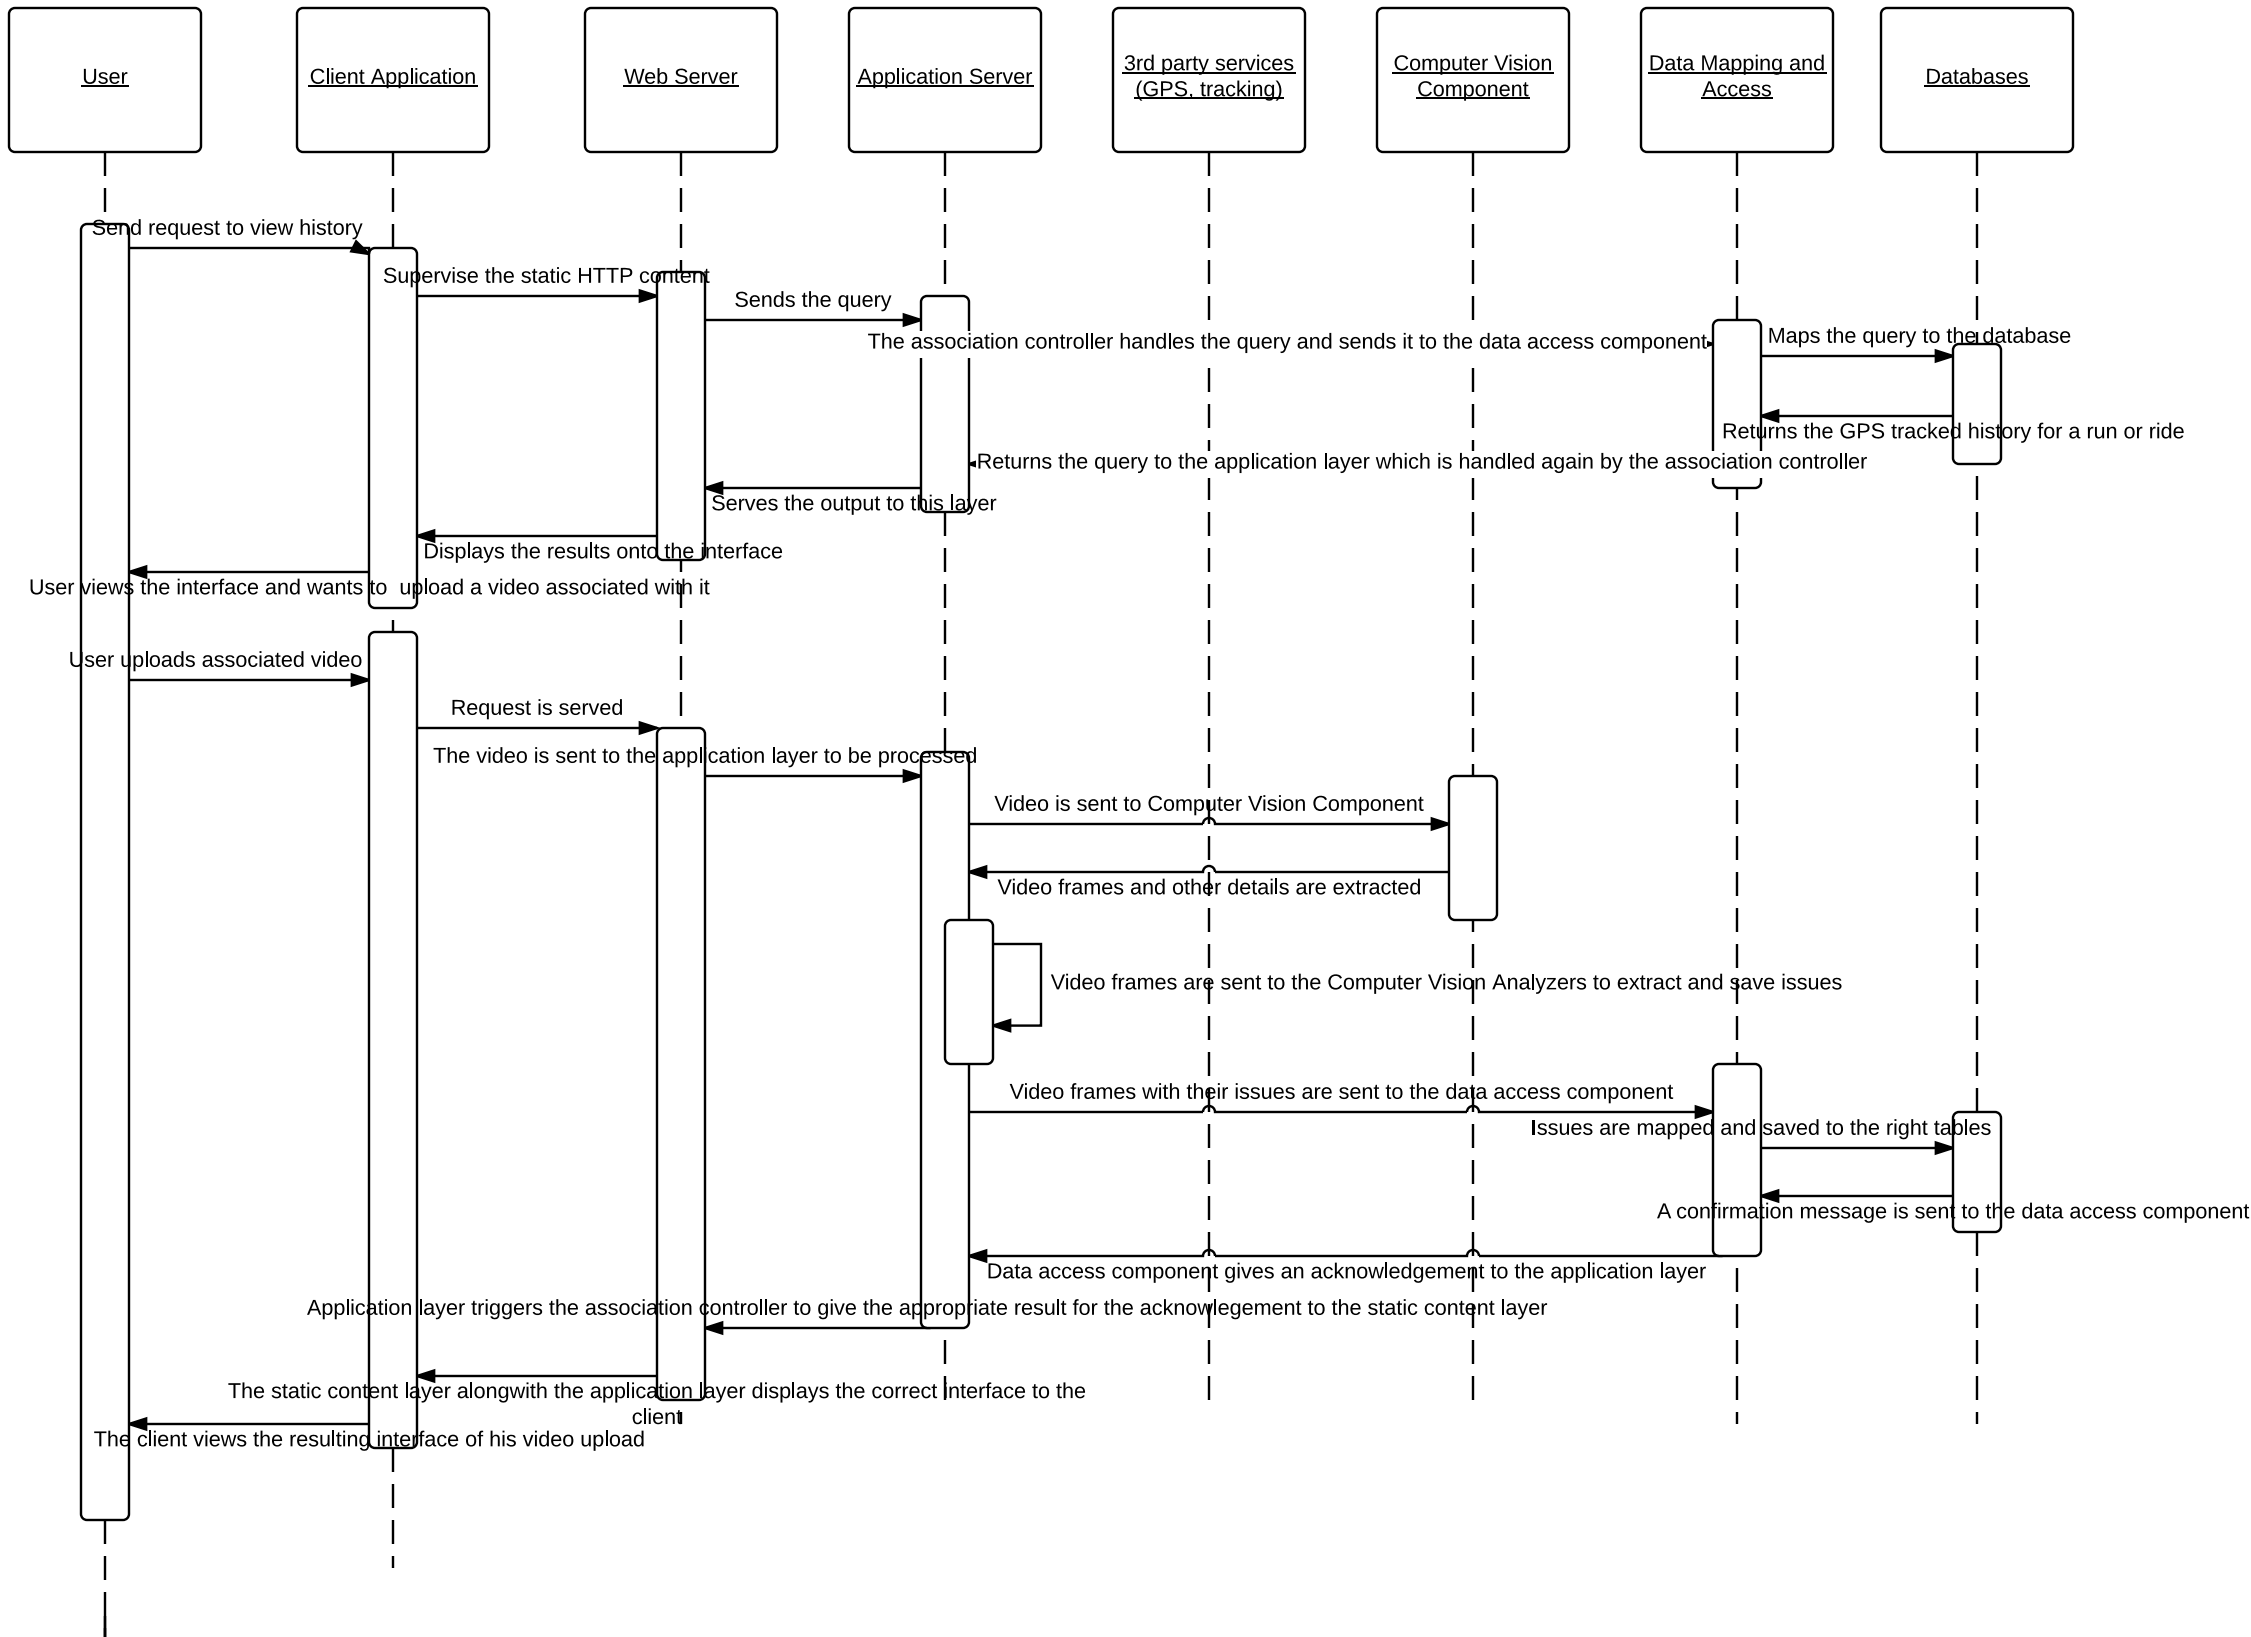 User
Client Application
Web Server
Application Server
3rd party services
(GPS, tracking)
Computer Vision
Component
Data Mapping and
Access
Databases
Send request to view history
Supervise the static HTTP content
Sends the query
The association controller handles the query and sends it to the data access component
Maps the query to the database
Returns the GPS tracked history for a run or ride
Returns the query to the application layer which is handled again by the association controller
Serves the output to this layer
Displays the results onto the interface
User views the interface and wants to  upload a video associated with it
User uploads associated video
Request is served
The video is sent to the application layer to be processed
Video is sent to Computer Vision Component
Video frames and other details are extracted
Video frames are sent to the Computer Vision Analyzers to extract and save issues
Video frames with their issues are sent to the data access component
Issues are mapped and saved to the right tables
A confirmation message is sent to the data access component
Data access component gives an acknowledgement to the application layer
Application layer triggers the association controller to give the appropriate result for the acknowlegement to the static content layer
The static content layer alongwith the application layer displays the correct interface to the
client
The client views the resulting interface of his video upload